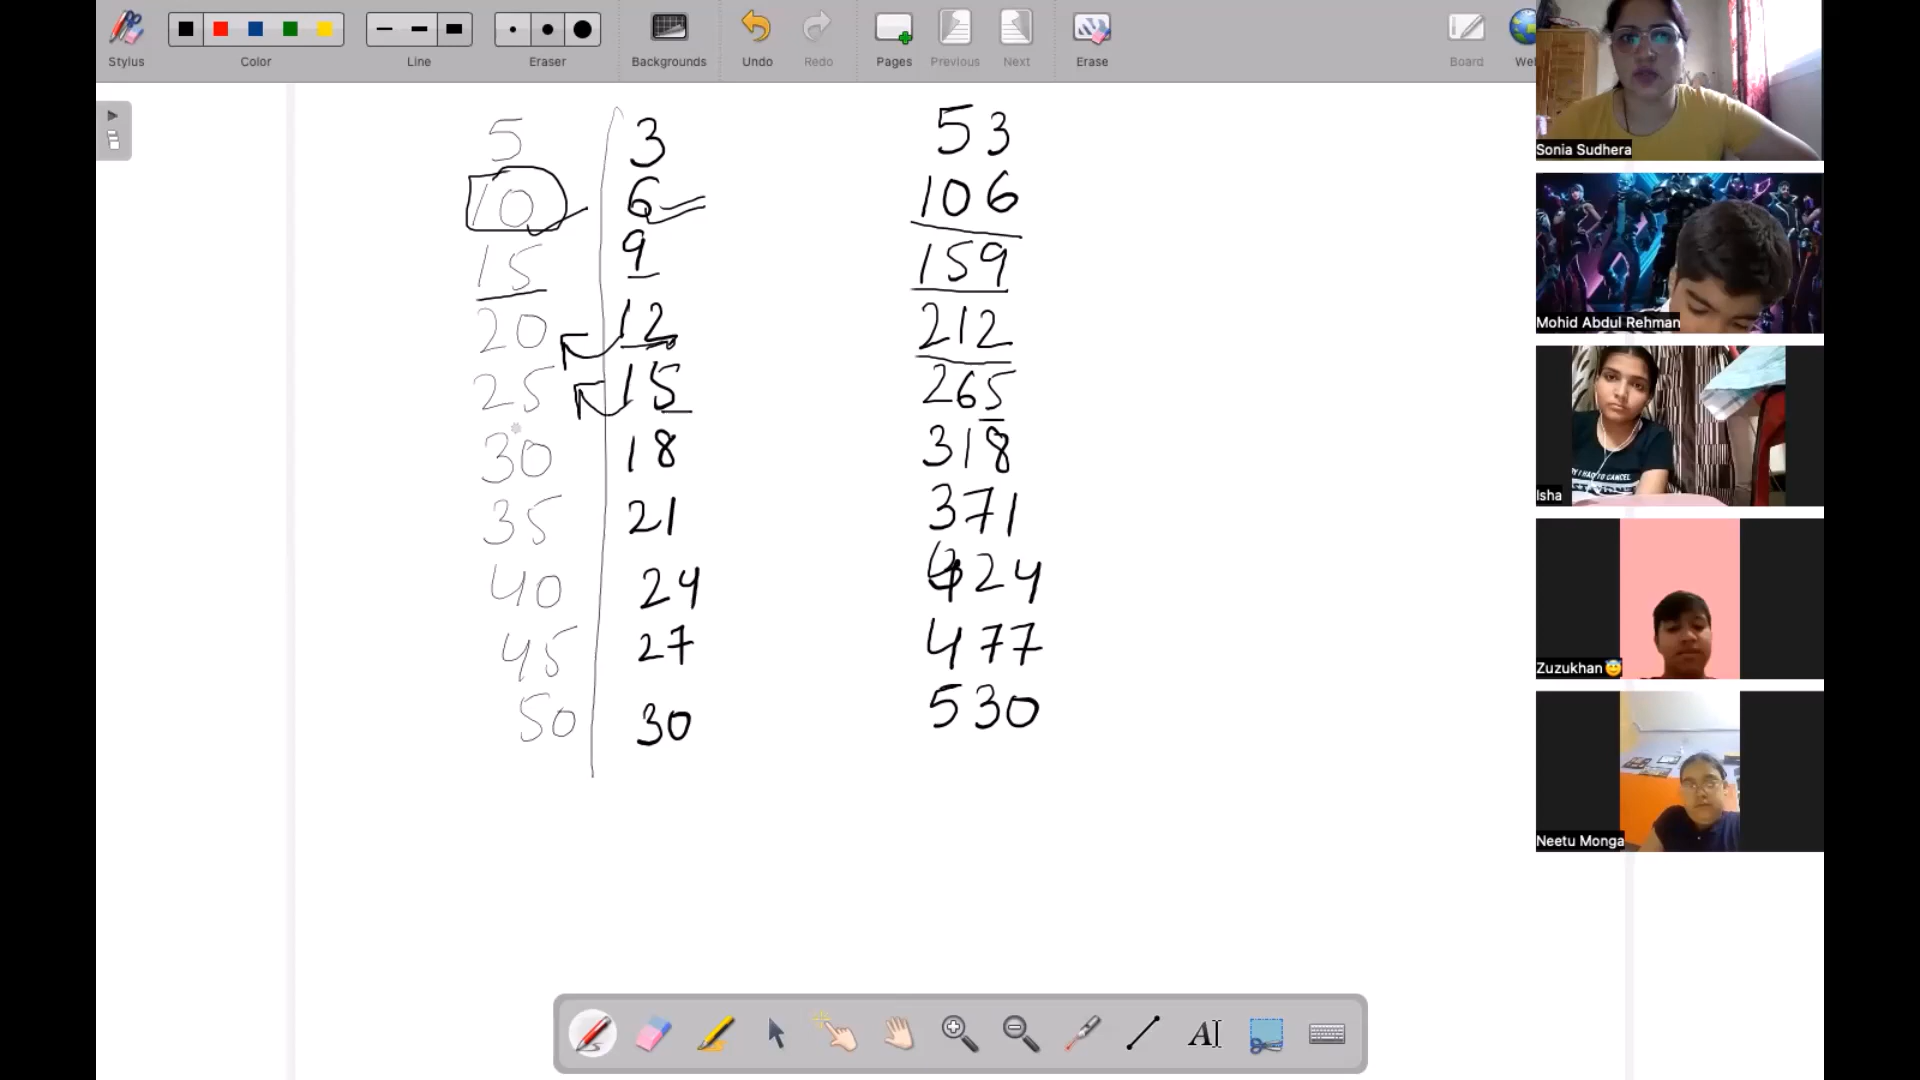 Stylus Color Line Eraser Backgrounds Undo Redo Pages Previous Next Erase Board
5 3 53
10 6 106
15 9 159
20 12 212
25 15 265
30 18 318
35 21 371
40 24 424
45 27 477
50 30 530
Sonia Sudhera
Mohid Abdul Rehman
Isha
Zuzukhan😇
Neetu Monga
AI